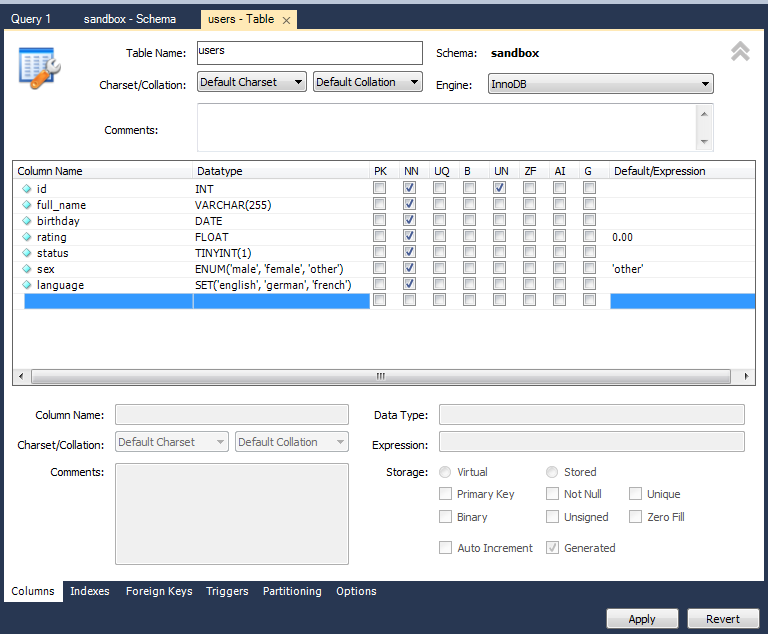 Query 1 sandbox - Schema users - Table
Table Name: users Schema: sandbox
Charset/Collation: Default Charset Default Collation Engine: InnoDB
Comments:
Column Name Datatype PK NN UQ B UN ZF AI G Default/Expression
id INT
full_name VARCHAR(255)
birthday DATE
rating FLOAT 0.00
status TINYINT(1)
sex ENUM('male', 'female', 'other') 'other'
language SET('english', 'german', 'french')
Column Name: Data Type:
Charset/Collation: Default Charset Default Collation Expression:
Comments: Storage: Virtual Stored
Primary Key Not Null Unique
Binary Unsigned Zero Fill
Auto Increment Generated
Columns Indexes Foreign Keys Triggers Partitioning Options
Apply Revert